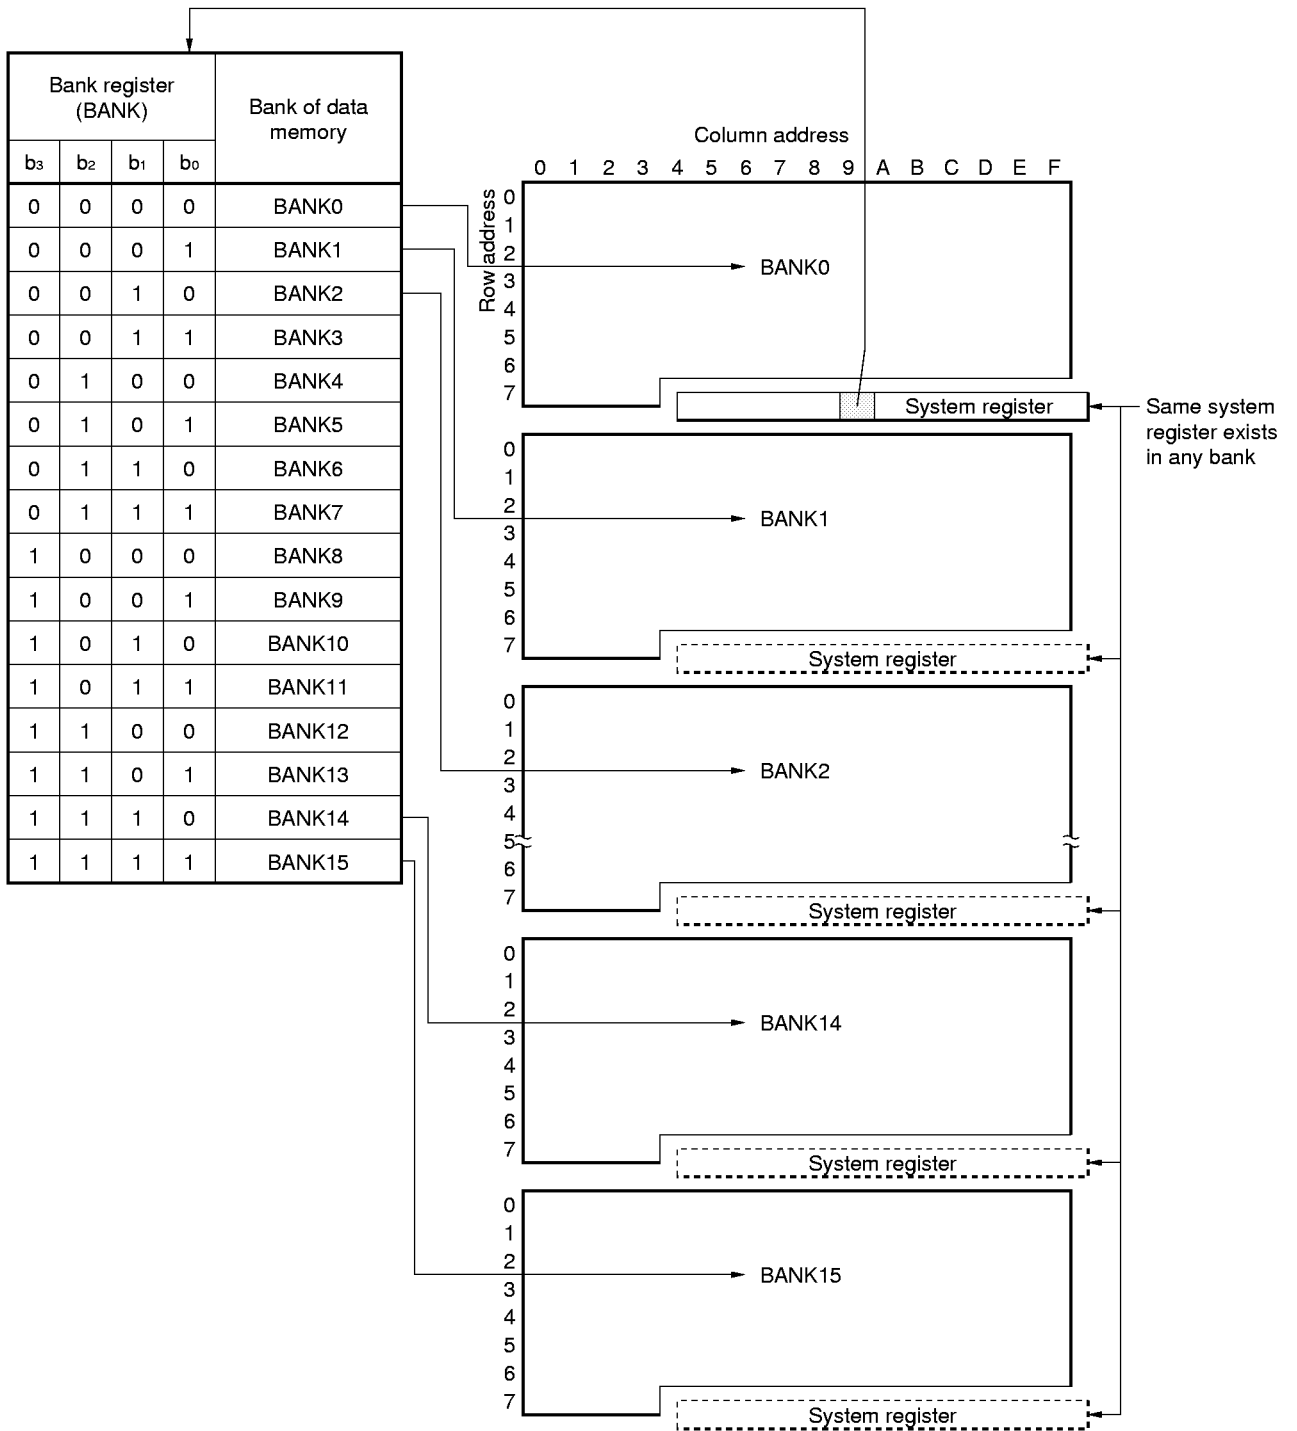 Bank register
(BANK)
Bank of data
memory
b3 b2 b1 b0
0 0 0 0 BANK0
0 0 0 1 BANK1
0 0 1 0 BANK2
0 0 1 1 BANK3
0 1 0 0 BANK4
0 1 0 1 BANK5
0 1 1 0 BANK6
0 1 1 1 BANK7
1 0 0 0 BANK8
1 0 0 1 BANK9
1 0 1 0 BANK10
1 0 1 1 BANK11
1 1 0 0 BANK12
1 1 0 1 BANK13
1 1 1 0 BANK14
1 1 1 1 BANK15
Column address
0 1 2 3 4 5 6 7 8 9 A B C D E F
Row address
0
1
2
3
4
5
6
7
BANK0
System register
Same system
register exists
in any bank
0
1
2
3
4
5
6
7
BANK1
System register
0
1
2
3
4
5
6
7
BANK2
System register
0
1
2
3
4
5
6
7
BANK14
System register
0
1
2
3
4
5
6
7
BANK15
System register